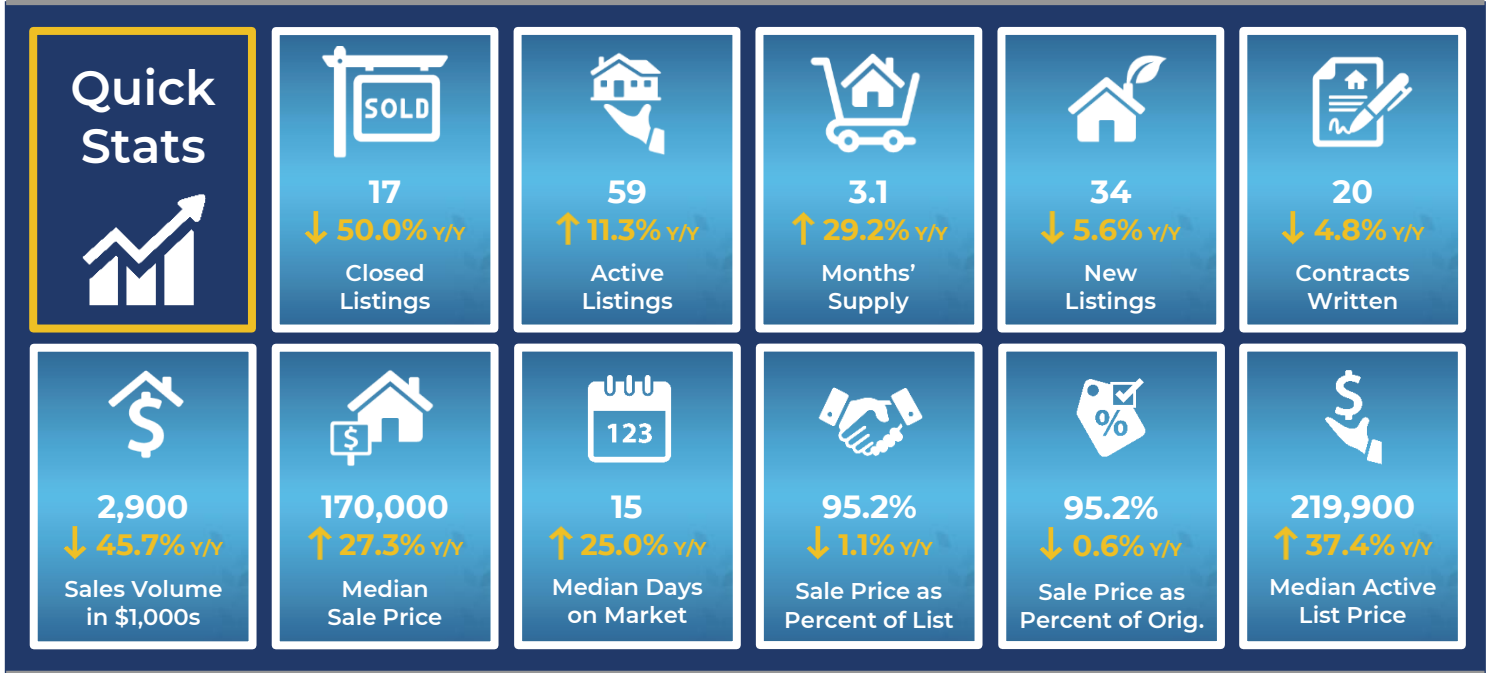 Quick
Stats
SOLD
17
↓ 50.0% Y/Y
Closed
Listings
59
↑ 11.3% Y/Y
Active
Listings
3.1
↑ 29.2% Y/Y
Months’
Supply
34
↓ 5.6% Y/Y
New
Listings
20
↓ 4.8% Y/Y
Contracts
Written
$
2,900
↓ 45.7% Y/Y
Sales Volume
in $1,000s
$
170,000
↑ 27.3% Y/Y
Median
Sale Price
123
15
↑ 25.0% Y/Y
Median Days
on Market
95.2%
↓ 1.1% Y/Y
Sale Price as
Percent of List
%
95.2%
↓ 0.6% Y/Y
Sale Price as
Percent of Orig.
$
219,900
↑ 37.4% Y/Y
Median Active
List Price